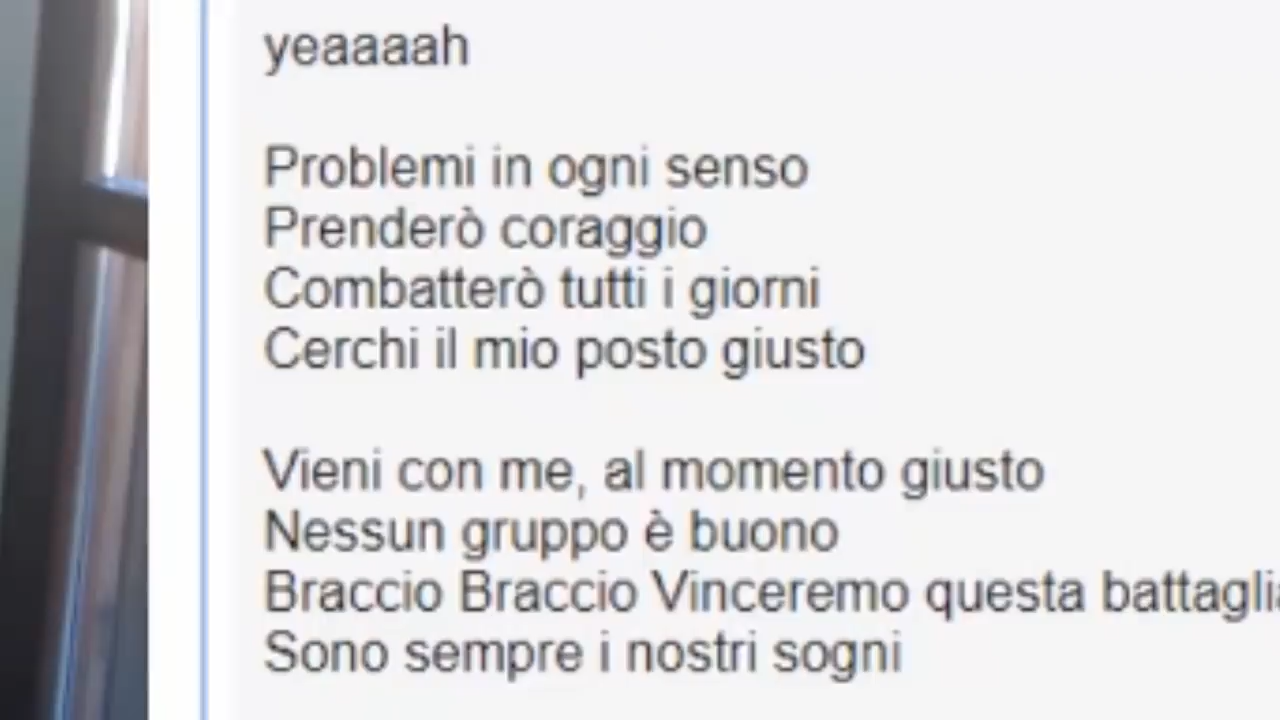 yeaaaah
Problemi in ogni senso
Prenderò coraggio
Combatterò tutti i giorni
Cerchi il mio posto giusto
Vieni con me, al momento giusto
Nessun gruppo è buono
Braccio Braccio Vinceremo questa battaglia
Sono sempre i nostri sogni